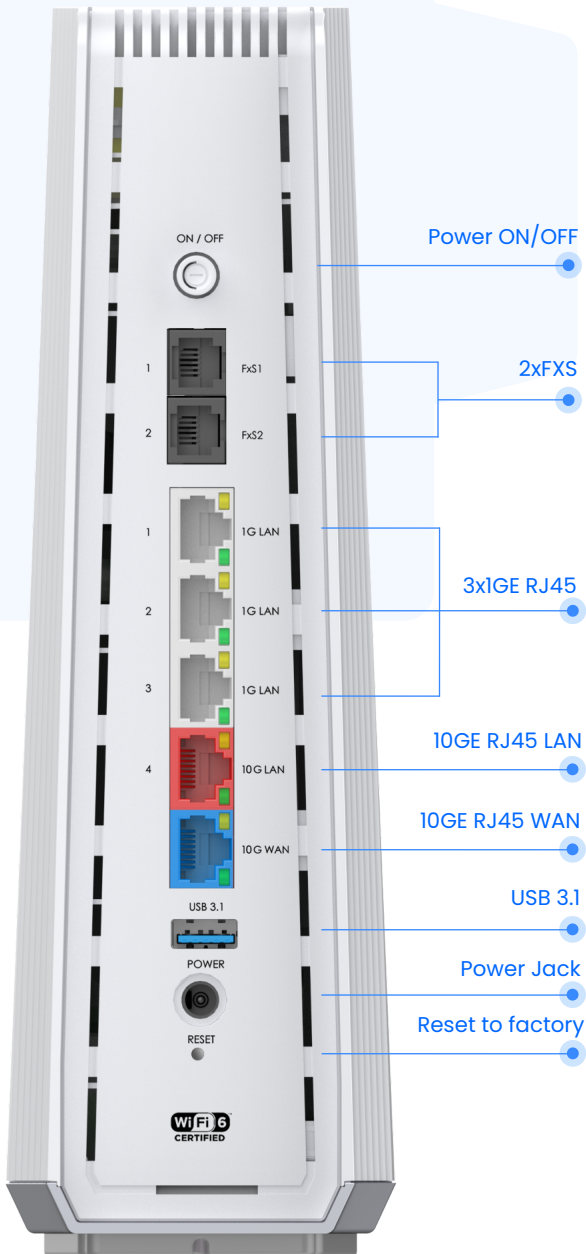 ON / OFF
Power ON/OFF
1 FxS1
2xFXS
2 FxS2
1 1G LAN
3x1GE RJ45
2 1G LAN
3 1G LAN
10GE RJ45 LAN
4 10G LAN
10GE RJ45 WAN
10G WAN
USB 3.1
USB 3.1
POWER
Power Jack
Reset to factory
RESET
Wi Fi 6
CERTIFIED